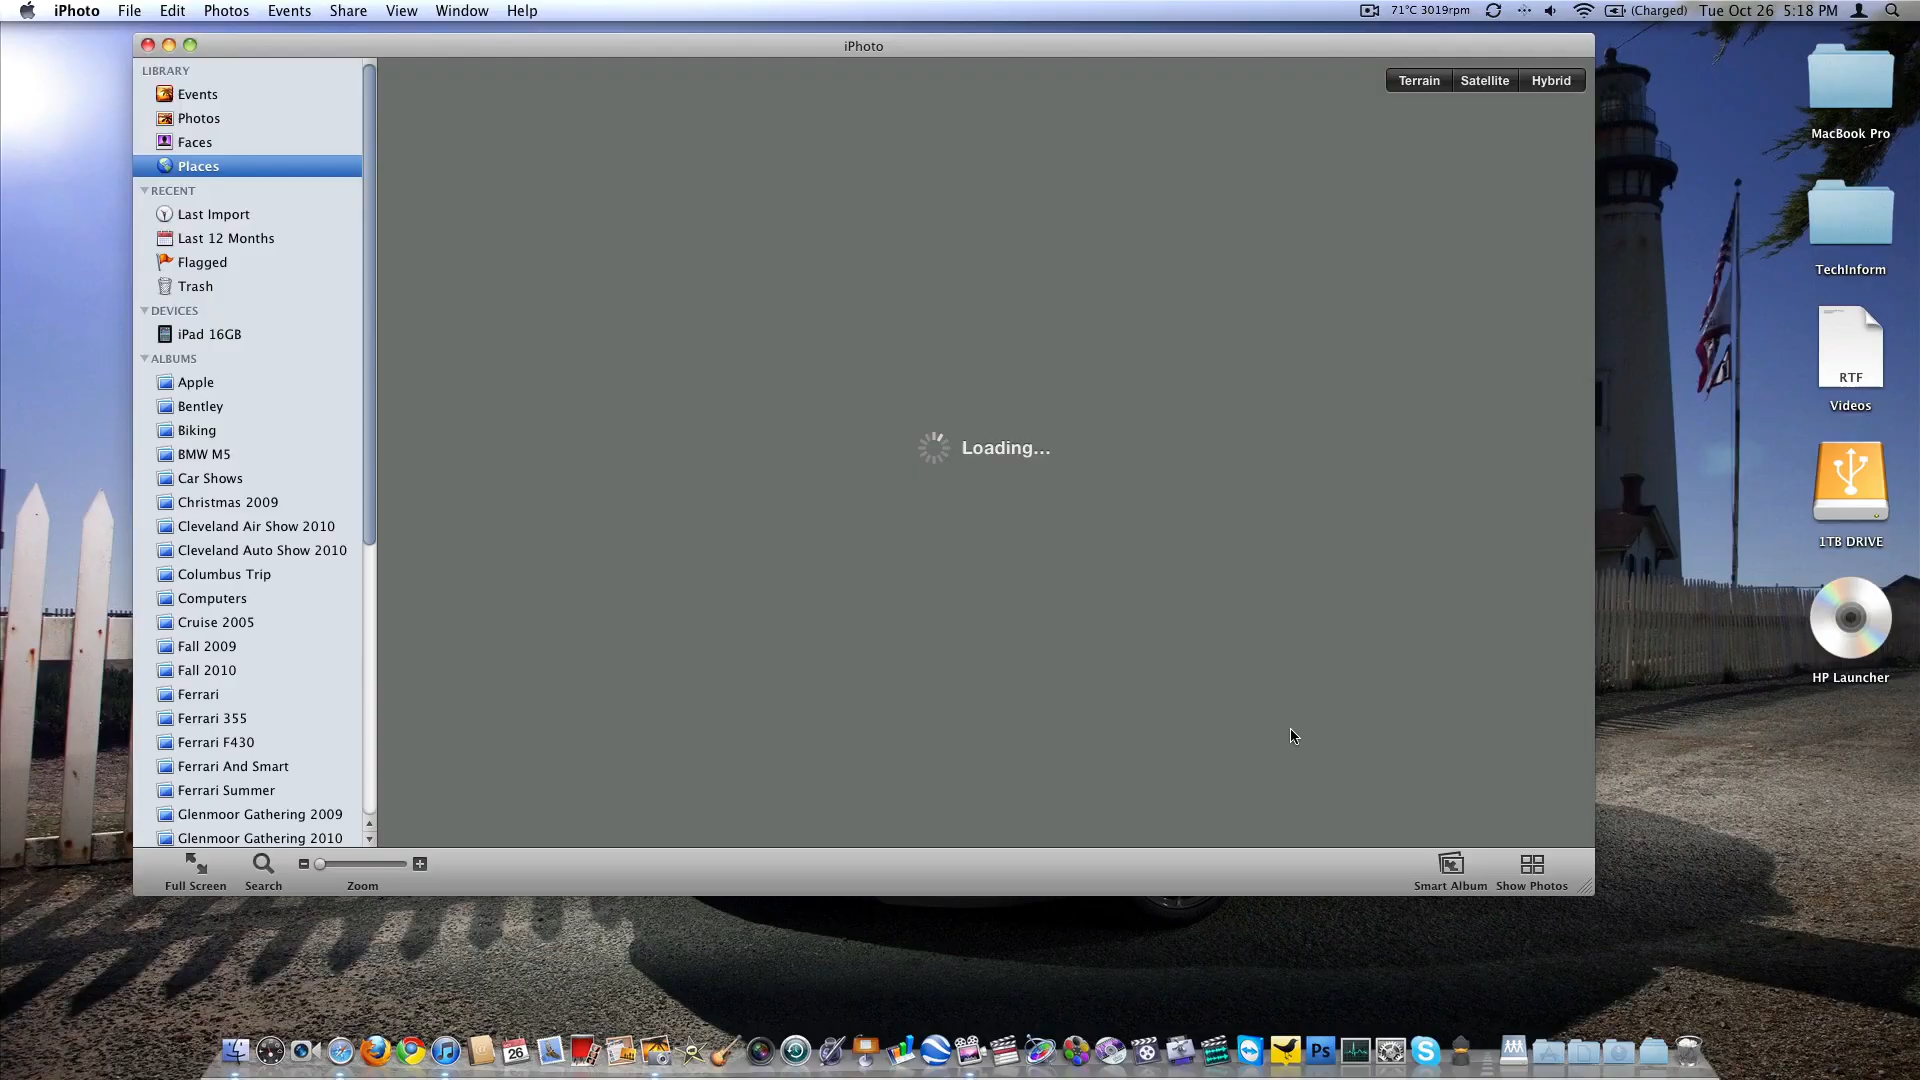 iPhoto File Edit Photos Events Share View Window Help 71°C 3019rpm (Charged) Tue Oct 26 5:18 PM
iPhoto
Terrain Satellite Hybrid
LIBRARY
Events
Photos
Faces
Places
RECENT
Last Import
Last 12 Months
Flagged
Trash
DEVICES
iPad 16GB
ALBUMS
Apple
Bentley
Biking
BMW M5
Car Shows
Christmas 2009
Cleveland Air Show 2010
Cleveland Auto Show 2010
Columbus Trip
Computers
Cruise 2005
Fall 2009
Fall 2010
Ferrari
Ferrari 355
Ferrari F430
Ferrari And Smart
Ferrari Summer
Glenmoor Gathering 2009
Glenmoor Gathering 2010
Loading...
Full Screen Search Zoom Smart Album Show Photos
MacBook Pro
TechInform
RTF
Videos
1TB DRIVE
HP Launcher
26
Ps